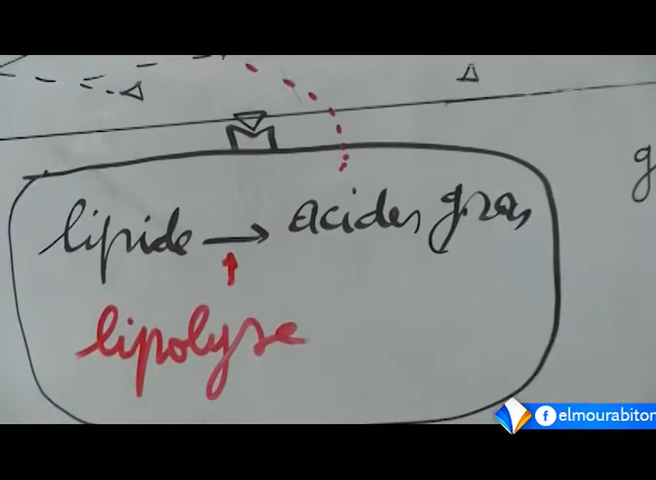 g
lipide → acides gras
lipolyse
elmourabiton